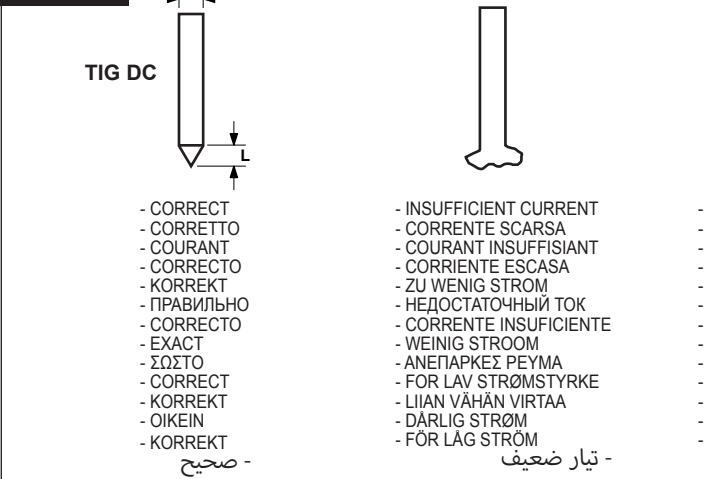 TIG DC
L
- CORRECT
- CORRETTO
- COURANT
- CORRECTO
- KORREKT
- ПРАВИЛЬНО
- CORRECTO
- EXACT
- ΣΩΣΤΟ
- CORRECT
- KORREKT
- OIKEIN
- KORREKT
- صحيح
- INSUFFICIENT CURRENT
- CORRENTE SCARSA
- COURANT INSUFFISIANT
- CORRIENTE ESCASA
- ZU WENIG STROM
- НЕДОСТАТОЧНЫЙ ТОК
- CORRENTE INSUFICIENTE
- WEINIG STROOM
- ΑΝΕΠΑΡΚΕΣ ΡΕΥΜΑ
- FOR LAV STRØMSTYRKE
- LIIAN VÄHÄN VIRTAA
- DÅRLIG STRØM
- FÖR LÅG STRÖM
- تيار ضعيف
-
-
-
-
-
-
-
-
-
-
-
-
-